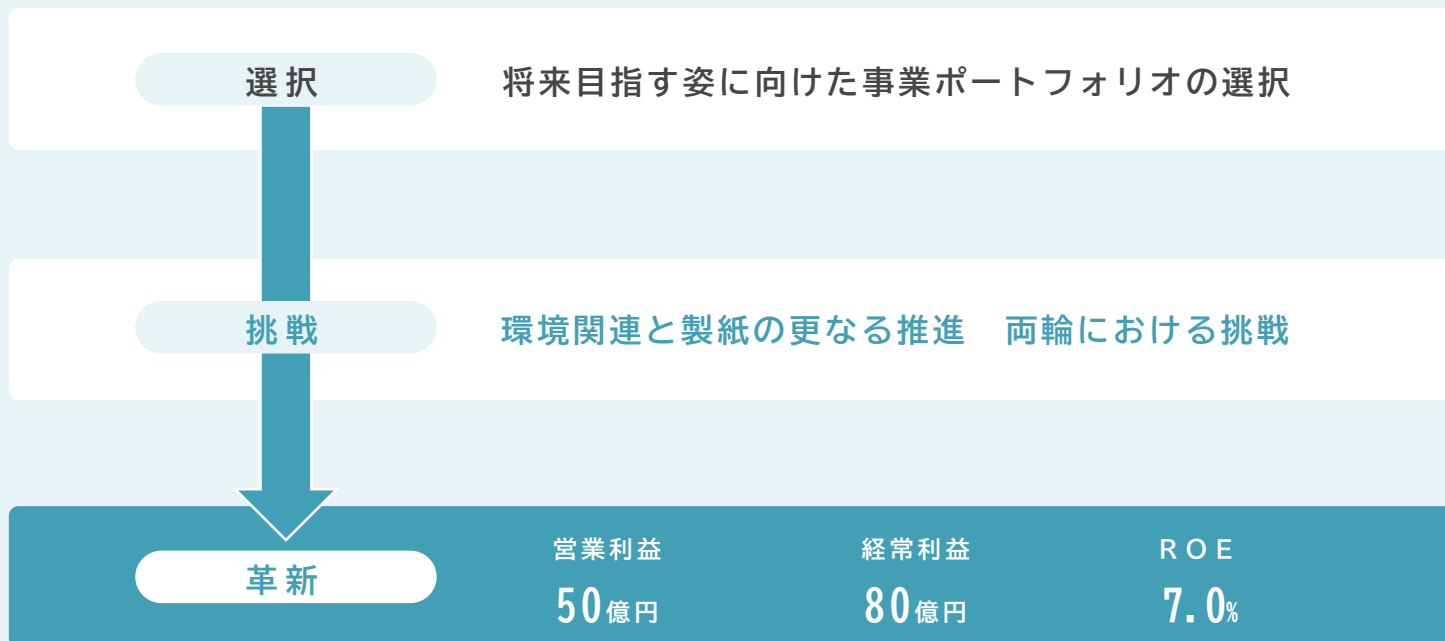 選択
将来目指す姿に向けた事業ポートフォリオの選択
挑戦
環境関連と製紙の更なる推進　両輪における挑戦
革新
営業利益
50億円
経常利益
80億円
ＲＯＥ
7.0%